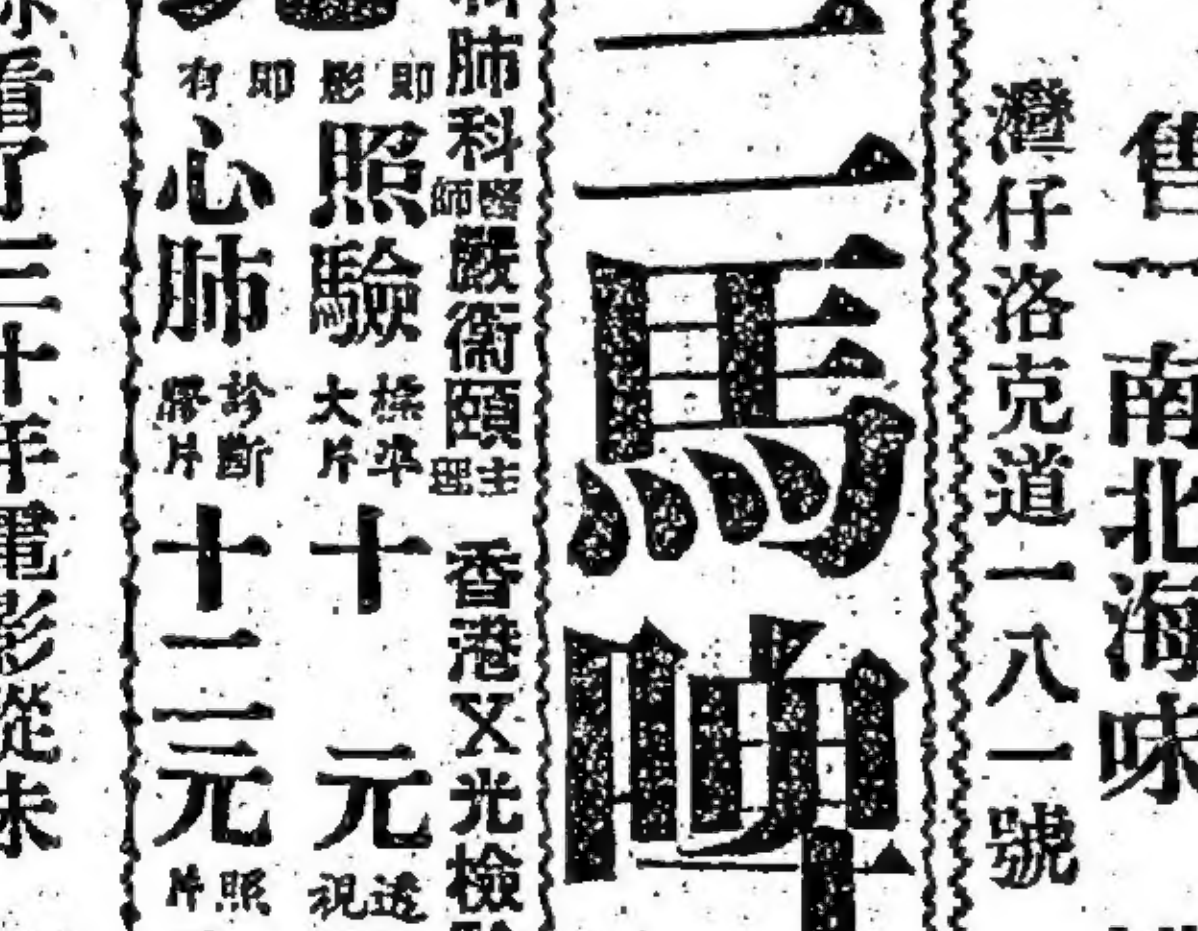 售一南北海味
灣仔洛克道一八一號
二馬啤
肺科醫師嚴衛頤主理 香港X光檢
即影即有
照驗標準大片十元透視
心肺診斷膠片十二元照片
看了三十年電影從未